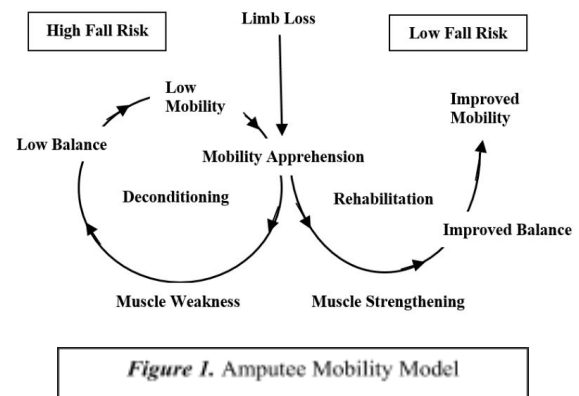 High Fall Risk
Limb Loss
Low Fall Risk
Low
Mobility
Improved
Mobility
Low Balance
Mobility Apprehension
Deconditioning
Rehabilitation
Improved Balance
Muscle Weakness
Muscle Strengthening
Figure 1. Amputee Mobility Model